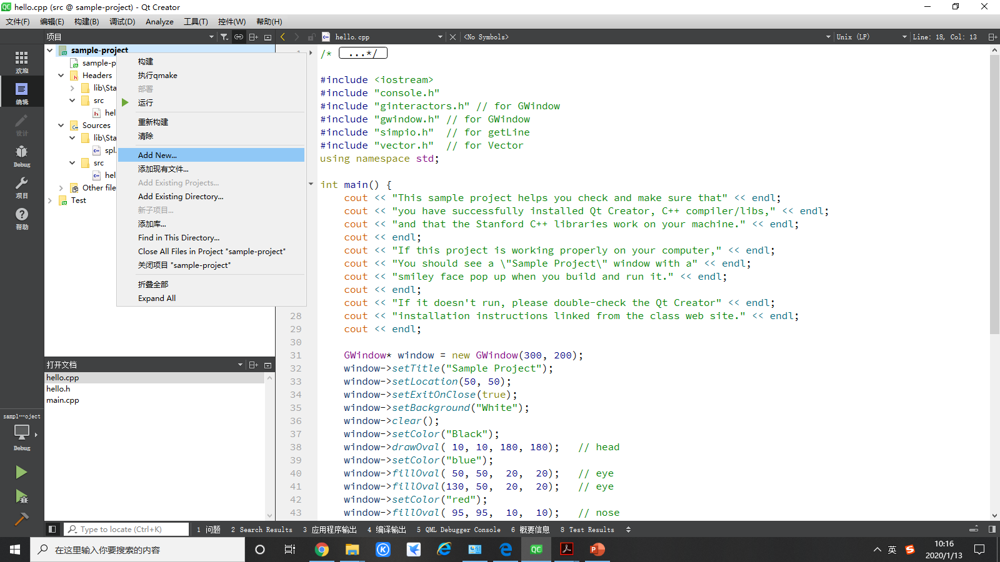 hello.cpp (src @ sample-project) - Qt Creator
文件(F) 编辑(E) 构建(B) 调试(D) Analyze 工具(T) 控件(W) 帮助(H)
项目
hello.cpp
<No Symbols>
Unix (LF)
Line: 18, Col: 13
欢迎
编辑
设计
Debug
项目
帮助
sample-project
sample-p
Headers
lib\Sta
src
hel
Sources
lib\Sta
spl.
src
hel
Other file
Test
构建
执行qmake
部署
运行
重新构建
清除
Add New...
添加现有文件...
Add Existing Projects...
Add Existing Directory...
新子项目...
添加库...
Find in This Directory...
Close All Files in Project "sample-project"
关闭项目 "sample-project"
折叠全部
Expand All
/* ...*/
#include <iostream>
#include "console.h"
#include "ginteractors.h" // for GWindow
#include "gwindow.h" // for GWindow
#include "simpio.h"  // for getLine
#include "vector.h"  // for Vector
using namespace std;
int main() {
cout << "This sample project helps you check and make sure that" << endl;
cout << "you have successfully installed Qt Creator, C++ compiler/libs," << endl;
cout << "and that the Stanford C++ libraries work on your machine." << endl;
cout << endl;
cout << "If this project is working properly on your computer," << endl;
cout << "You should see a \"Sample Project\" window with a" << endl;
cout << "smiley face pop up when you build and run it." << endl;
cout << endl;
cout << "If it doesn't run, please double-check the Qt Creator" << endl;
28 cout << "installation instructions linked from the class web site." << endl;
29 cout << endl;
30
31 GWindow* window = new GWindow(300, 200);
32 window->setTitle("Sample Project");
33 window->setLocation(50, 50);
34 window->setExitOnClose(true);
35 window->setBackground("White");
36 window->clear();
37 window->setColor("Black");
38 window->drawOval( 10, 10, 180, 180);   // head
39 window->setColor("blue");
40 window->fillOval( 50, 50,  20,  20);   // eye
41 window->fillOval(130, 50,  20,  20);   // eye
42 window->setColor("red");
43 window->fillOval( 95, 95,  10,  10);   // nose
打开文档
hello.cpp
hello.h
main.cpp
sampl⋯oject
Debug
Type to locate (Ctrl+K)
1 问题 2 Search Results 3 应用程序输出 4 编译输出 5 QML Debugger Console 6 概要信息 8 Test Results
在这里输入你要搜索的内容
英
10:16
2020/1/13